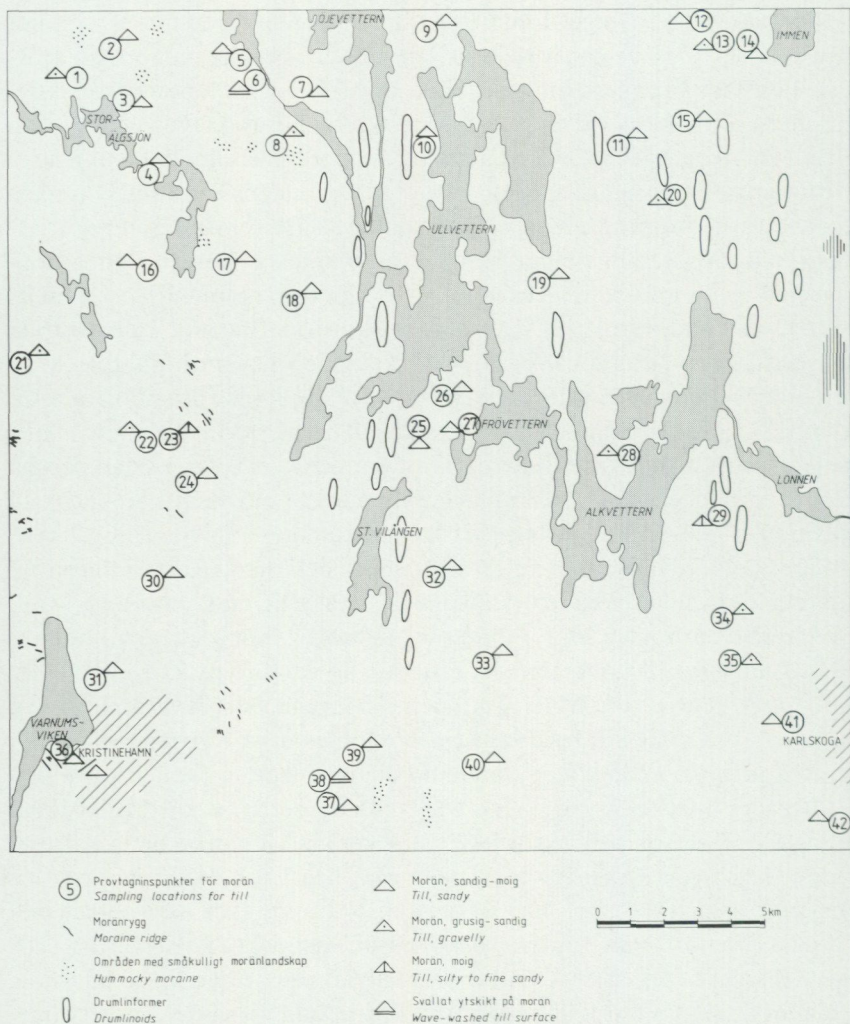 OJEVETTERN
9
12
2
13
14
IMMEN
5
1
6
7
3
STOR-
ÄLGSJÖN
15
8
10
11
4
20
ULLVETTERN
16
17
19
18
21
26
22
23
25
27
FRÖVETTERN
28
24
LONNEN
ALKVETTERN
29
ST. VILÅNGEN
30
32
34
33
35
31
VARNUMS-
VIKEN
41
KARLSKOGA
36
KRISTINEHAMN
39
40
38
37
42
5
Provtagninspunkter för morän
Sampling locations for till
Moränrygg
Moraine ridge
Områden med småkulligt moränlandskap
Hummocky moraine
Drumlinformer
Drumlinoids
Morän, sandig-moig
Till, sandy
Morän, grusig-sandig
Till, gravelly
Morän, moig
Till, silty to fine sandy
Svallat ytskikt på morän
Wave-washed till surface
0 1 2 3 4 5km